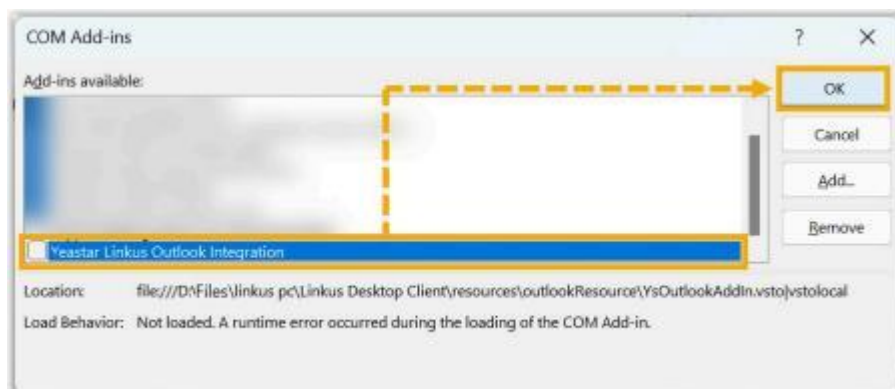 COM Add-ins
? ×
Add-ins available:
OK
Cancel
Add...
Remove
Yeastar Linkus Outlook Integration
Location: file:///D:\Files\linkus pc\Linkus Desktop Client\resources\outlookResource\YsOutlookAddIn.vsto|vstolocal
Load Behavior: Not loaded. A runtime error occurred during the loading of the COM Add-in.